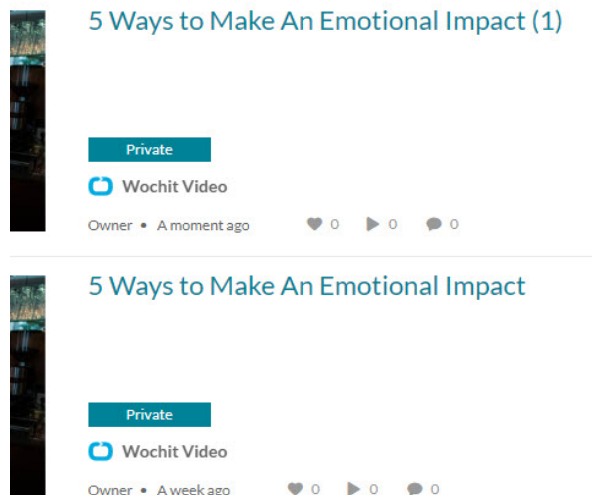 5 Ways to Make An Emotional Impact (1)
Private
Wochit Video
Owner • A moment ago 0 0 0
5 Ways to Make An Emotional Impact
Private
Wochit Video
Owner • A week ago 0 0 0